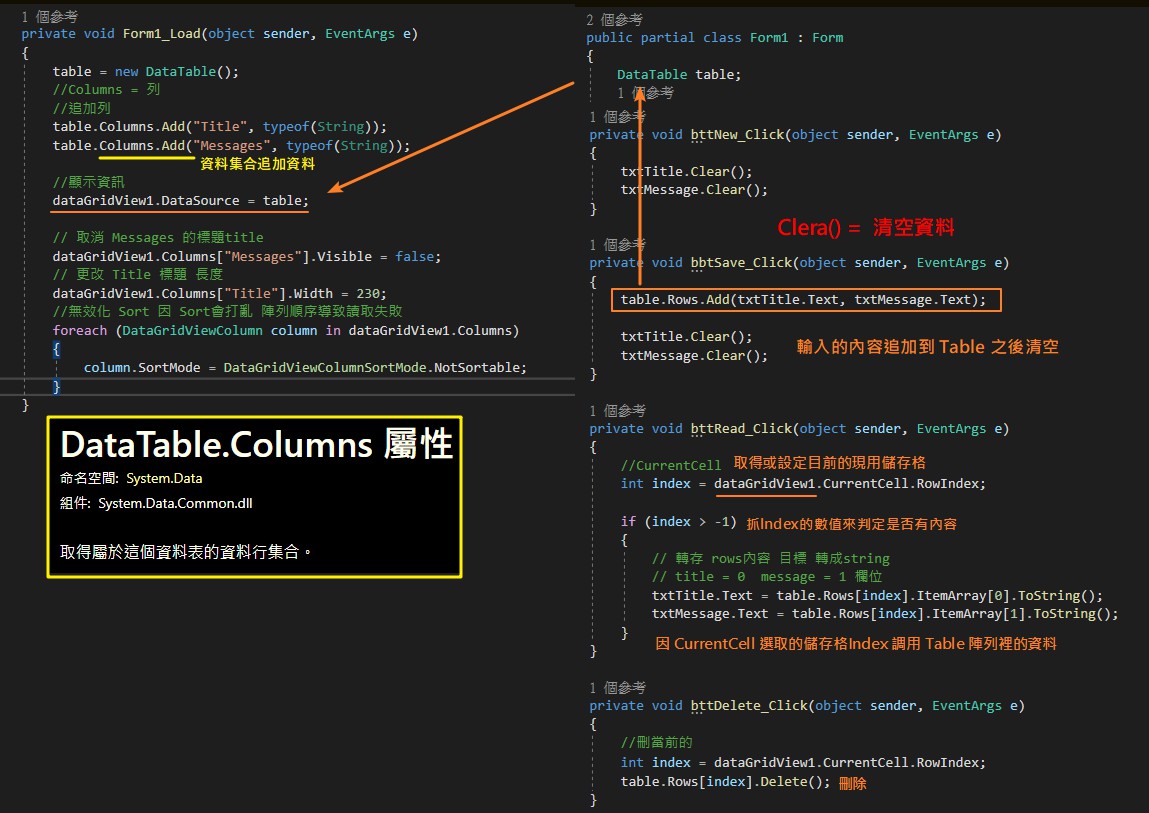 1 個參考
private void Form1_Load(object sender, EventArgs e)
{
table = new DataTable();
//Columns = 列
//追加列
table.Columns.Add("Title", typeof(String));
table.Columns.Add("Messages", typeof(String));
資料集合追加資料
//顯示資訊
dataGridView1.DataSource = table;
// 取消 Messages 的標題title
dataGridView1.Columns["Messages"].Visible = false;
// 更改 Title 標題 長度
dataGridView1.Columns["Title"].Width = 230;
//無效化 Sort 因 Sort會打亂 陣列順序導致讀取失敗
foreach (DataGridViewColumn column in dataGridView1.Columns)
{
column.SortMode = DataGridViewColumnSortMode.NotSortable;
}
}
DataTable.Columns 屬性
命名空間: System.Data
組件: System.Data.Common.dll
取得屬於這個資料表的資料行集合。
2 個參考
public partial class Form1 : Form
{
DataTable table;
1 個參考
1 個參考
private void bttNew_Click(object sender, EventArgs e)
{
txtTitle.Clear();
txtMessage.Clear();
}
Clera() = 清空資料
1 個參考
private void bbtSave_Click(object sender, EventArgs e)
{
table.Rows.Add(txtTitle.Text, txtMessage.Text);
txtTitle.Clear();
輸入的內容追加到 Table 之後清空
txtMessage.Clear();
}
1 個參考
private void bttRead_Click(object sender, EventArgs e)
{
//CurrentCell 取得或設定目前的現用儲存格
int index = dataGridView1.CurrentCell.RowIndex;
if (index > -1) 抓Index的數值來判定是否有內容
{
// 轉存 rows內容 目標 轉成string
// title = 0  message = 1 欄位
txtTitle.Text = table.Rows[index].ItemArray[0].ToString();
txtMessage.Text = table.Rows[index].ItemArray[1].ToString();
}
因 CurrentCell 選取的儲存格Index 調用 Table 陣列裡的資料
}
1 個參考
private void bttDelete_Click(object sender, EventArgs e)
{
//刪當前的
int index = dataGridView1.CurrentCell.RowIndex;
table.Rows[index].Delete(); 刪除
}